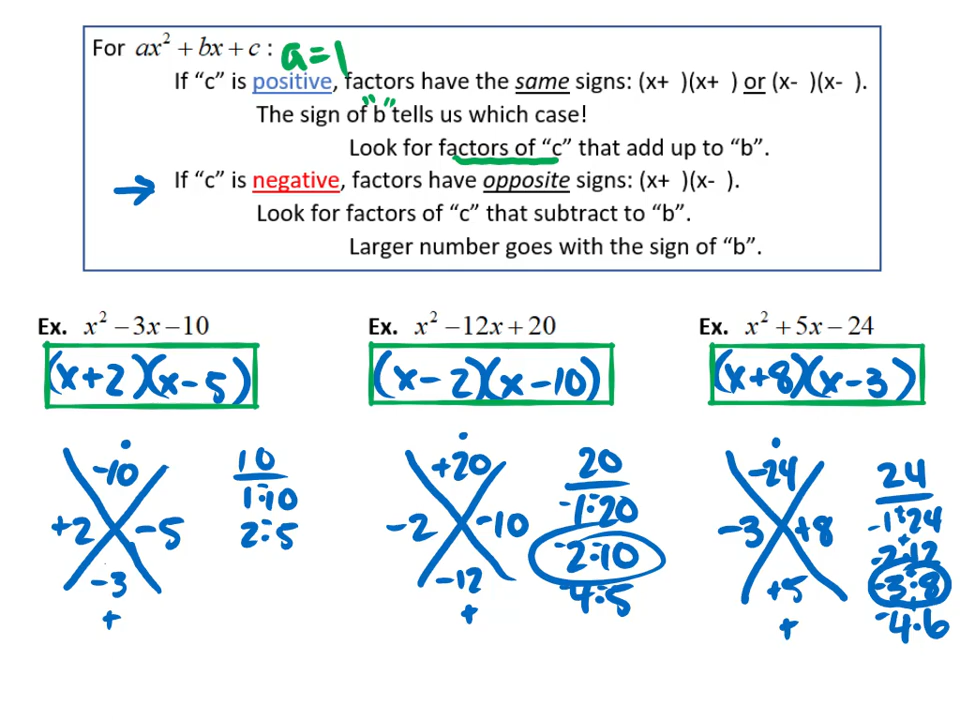 For ax² + bx + c : a=1
If “c” is positive, factors have the same signs: (x+ )(x+ ) or (x- )(x- ).
The sign of "b" tells us which case!
Look for factors of “c” that add up to “b”.
→ If “c” is negative, factors have opposite signs: (x+ )(x- ).
Look for factors of “c” that subtract to “b”.
Larger number goes with the sign of “b”.
Ex. x² − 3x − 10
(x+2)(x-5)
·
-10
+2 -5
-3
+
10
1·-10
2·-5
Ex. x² − 12x + 20
(x-2)(x-10)
·
+20
-2 -10
-12
+
20
-1·-20
-2·-10
-4·-5
Ex. x² + 5x − 24
(x+8)(x-3)
·
-24
-3 +8
+5
+
24
-1·+24
-2·+12
-3·+8
-4·6